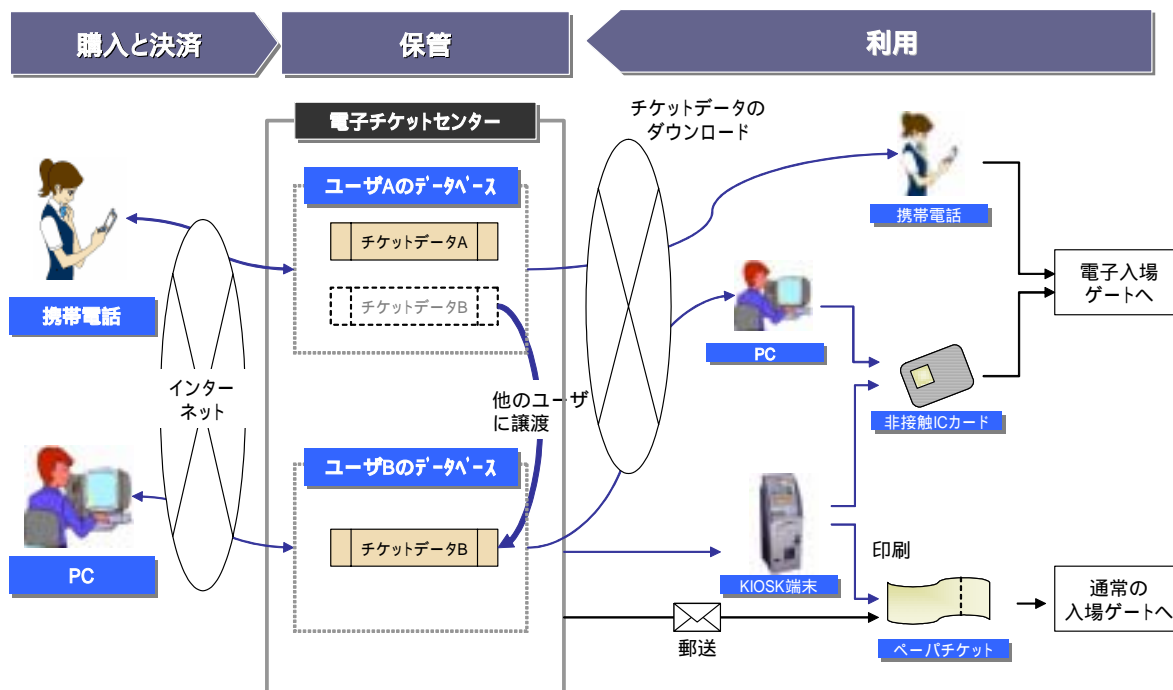 購入と決済
保管
利用
電子チケットセンター
チケットデータの
ダウンロード
ユーザAのデータベース
チケットデータA
チケットデータB
携帯電話
携帯電話
電子入場
ゲートへ
PC
インター
ネット
他のユーザ
に譲渡
非接触ICカード
ユーザBのデータベース
チケットデータB
PC
KIOSK端末
印刷
通常の
入場ゲートへ
郵送
ペーパチケット